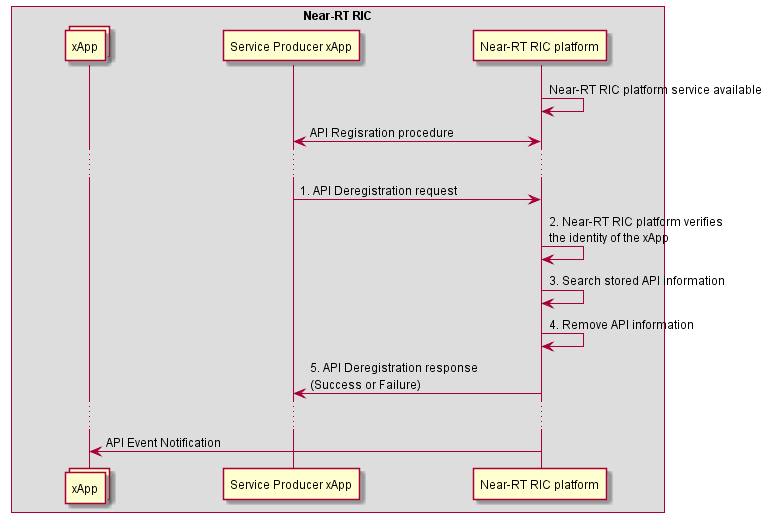 Near-RT RIC
xApp
Service Producer xApp
Near-RT RIC platform
Near-RT RIC platform service available
API Regisration procedure
1. API Deregistration request
2. Near-RT RIC platform verifies
the identity of the xApp
3. Search stored API information
4. Remove API information
5. API Deregistration response
(Success or Failure)
API Event Notification
xApp
Service Producer xApp
Near-RT RIC platform